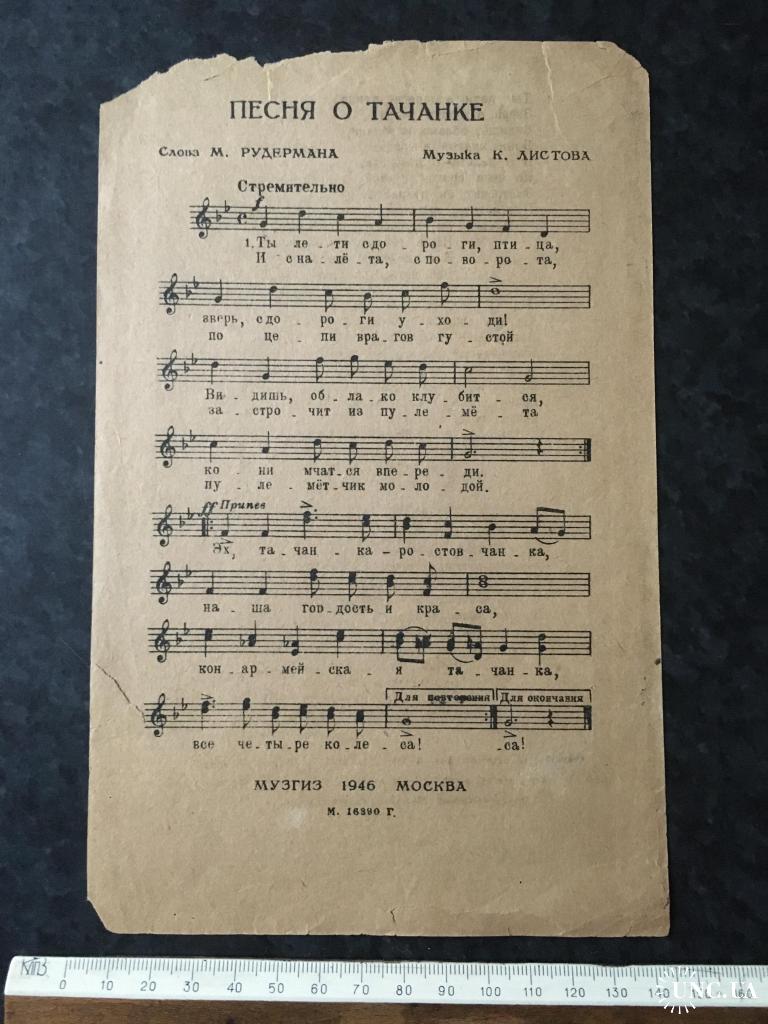 ПЕСНЯ О ТАЧАНКЕ
Слова М. РУДЕРМАНА Музыка К. ЛИСТОВА
Стремительно
f
1. Ты ле - ти с до - ро - ги, пти - ца,
И с на - лё - та, с по - во - ро - та,
зверь, с до - ро - ги у - хо - ди!
по це - пи вра - гов гу - стой
Ви - дишь, об - ла - ко клу - бит - ся,
за - стро - чит из пу - ле - мё - та
ко - ни мчат - ся впе - ре - ди.
пу - ле - мёт - чик мо - ло - дой.
ff Припев
Эх, та - чан - ка - ро - стов - чан - ка,
на - ша гор - дость и кра - са,
кон - ар - мей - ска - я та - чан - ка,
Для повторения Для окончания
все че - ты - ре ко - ле - са! - са!
МУЗГИЗ 1946 МОСКВА
М. 16390 Г.
КПЗ 0 10 20 30 40 50 60 70 80 90 100 110 120 130 140 150 160
UNC.UA